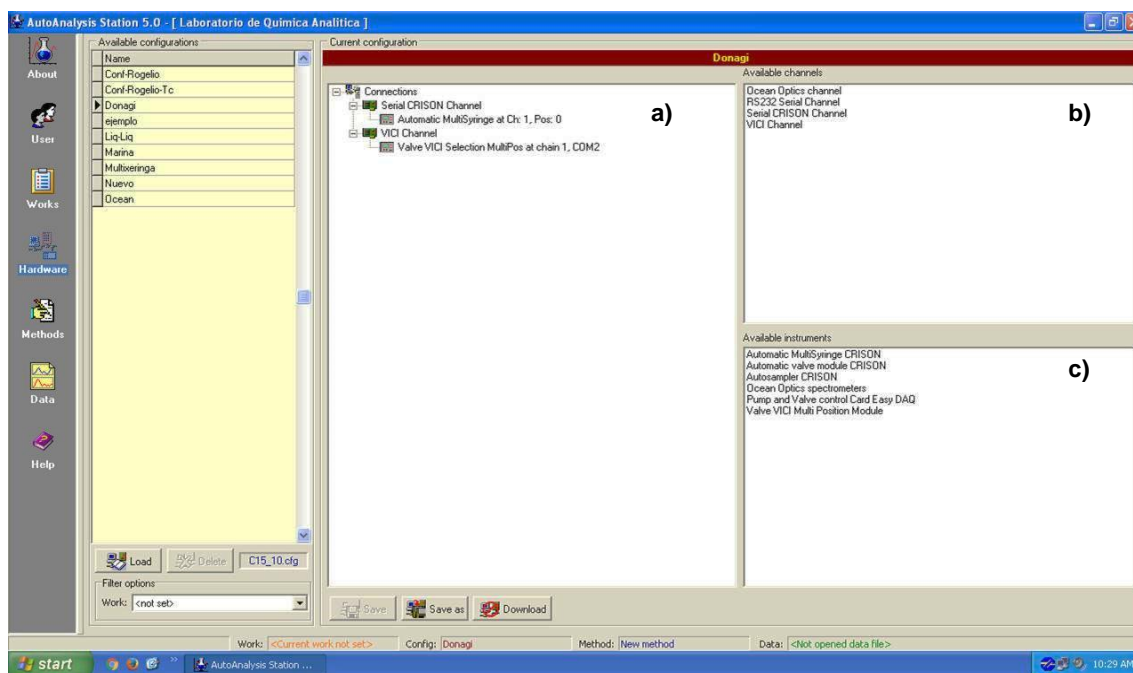 AutoAnalysis Station 5.0 - [ Laboratorio de Quimica Analitica ]
About
User
Works
Hardware
Methods
Data
Help
Available configurations
Name
Conf-Rogelio
Conf-Rogelio-Tc
Donagi
ejemplo
Liq-Liq
Marina
Multixeringa
Nuevo
Ocean
Load
Delete
C15_10.cfg
Filter options
Work: <not set>
Current configuration
Donagi
Connections
Serial CRISON Channel
Automatic MultiSyringe at Ch: 1, Pos: 0
VICI Channel
Valve VICI Selection MultiPos at chain 1, COM2
a)
Available channels
Ocean Optics channel
RS232 Serial Channel
Serial CRISON Channel
VICI Channel
b)
Available instruments
Automatic MultiSyringe CRISON
Automatic valve module CRISON
Autosampler CRISON
Ocean Optics spectrometers
Pump and Valve control Card Easy DAQ
Valve VICI Multi Position Module
c)
Save
Save as
Download
Work: <Current work not set> Config: Donagi Method: New method Data: <Not opened data file>
start
AutoAnalysis Station ...
10:29 AM